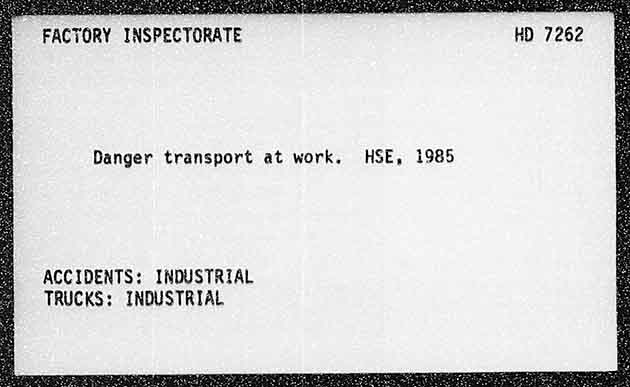 FACTORY INSPECTORATE HD 7262
Danger transport at work. HSE, 1985
ACCIDENTS: INDUSTRIAL
TRUCKS: INDUSTRIAL